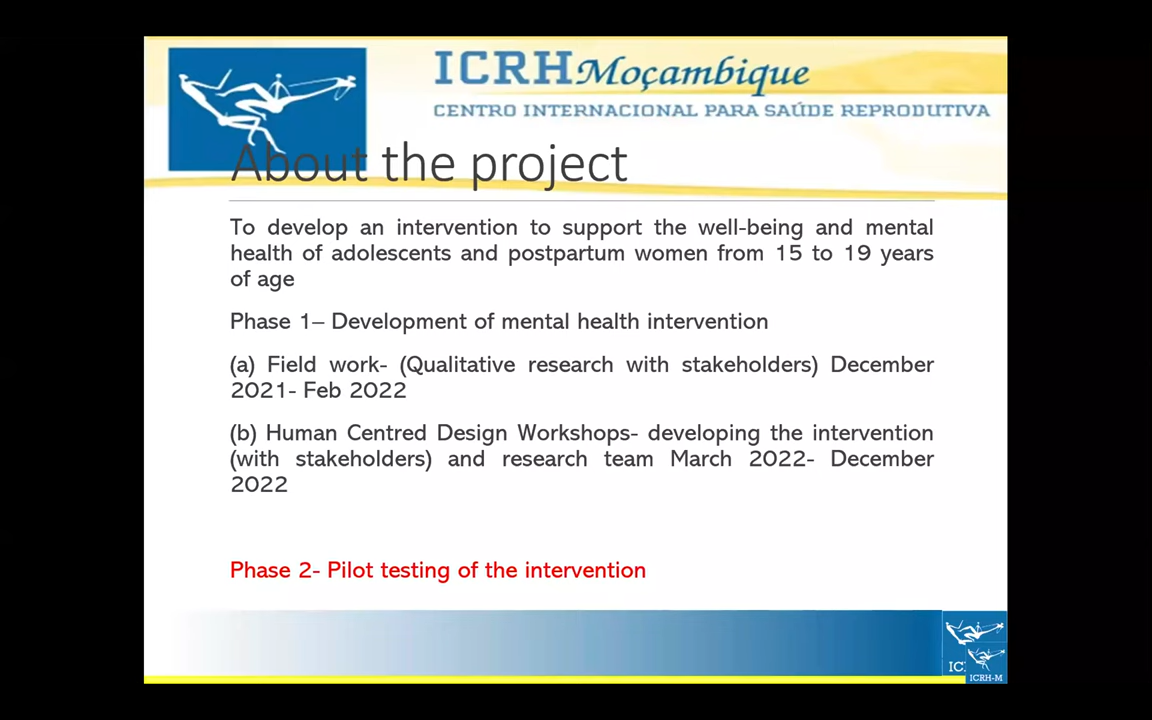 ICRH Moçambique
CENTRO INTERNACIONAL PARA SAÚDE REPRODUTIVA
About the project
To develop an intervention to support the well-being and mental
health of adolescents and postpartum women from 15 to 19 years
of age
Phase 1– Development of mental health intervention
(a) Field work- (Qualitative research with stakeholders) December
2021- Feb 2022
(b) Human Centred Design Workshops- developing the intervention
(with stakeholders) and research team March 2022- December
2022
Phase 2- Pilot testing of the intervention
IC
ICRH-M